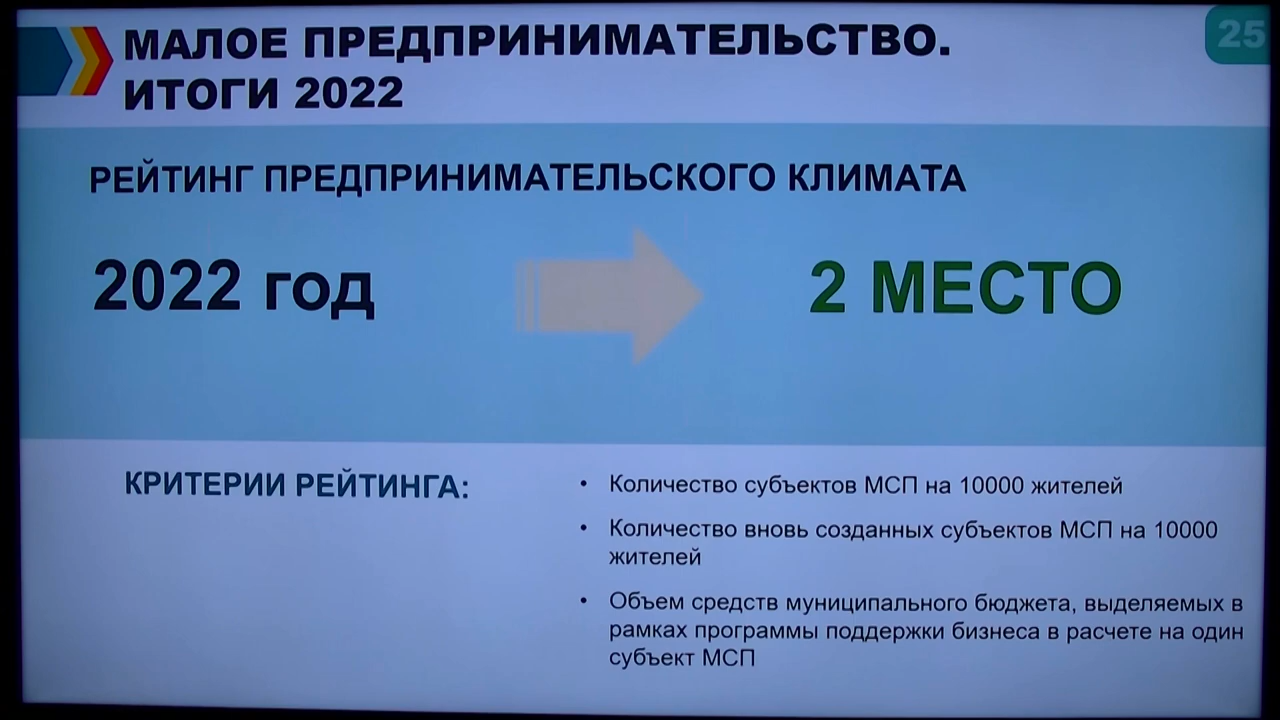 МАЛОЕ ПРЕДПРИНИМАТЕЛЬСТВО.
25
ИТОГИ 2022
РЕЙТИНГ ПРЕДПРИНИМАТЕЛЬСКОГО КЛИМАТА
2022 год
2 МЕСТО
КРИТЕРИИ РЕЙТИНГА:
• Количество субъектов МСП на 10000 жителей
• Количество вновь созданных субъектов МСП на 10000
жителей
• Объем средств муниципального бюджета, выделяемых в
рамках программы поддержки бизнеса в расчете на один
субъект МСП